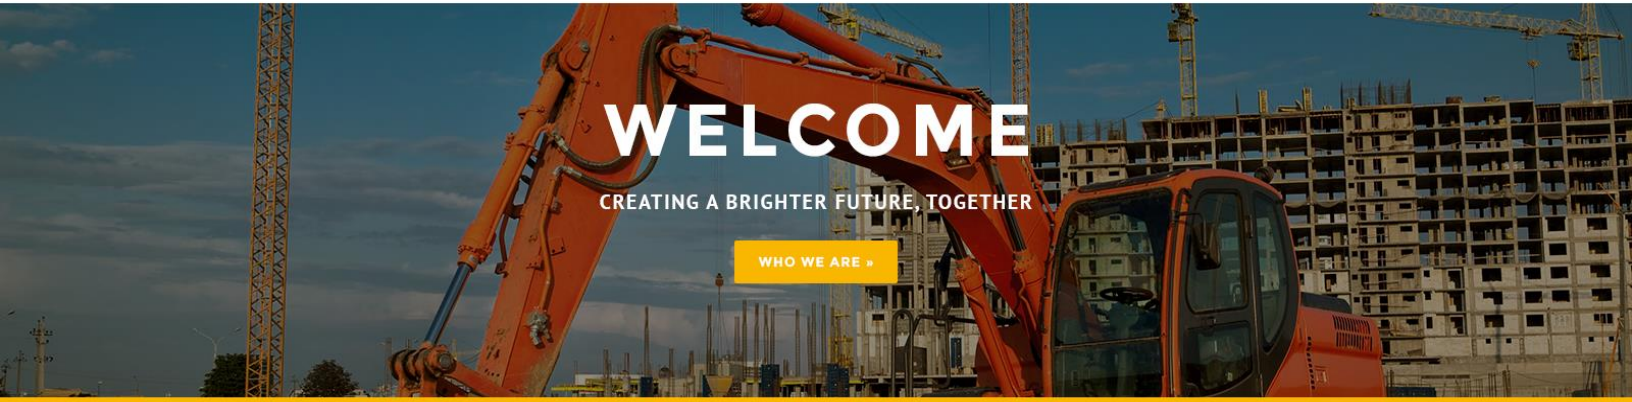 WELCOME
CREATING A BRIGHTER FUTURE, TOGETHER
WHO WE ARE »